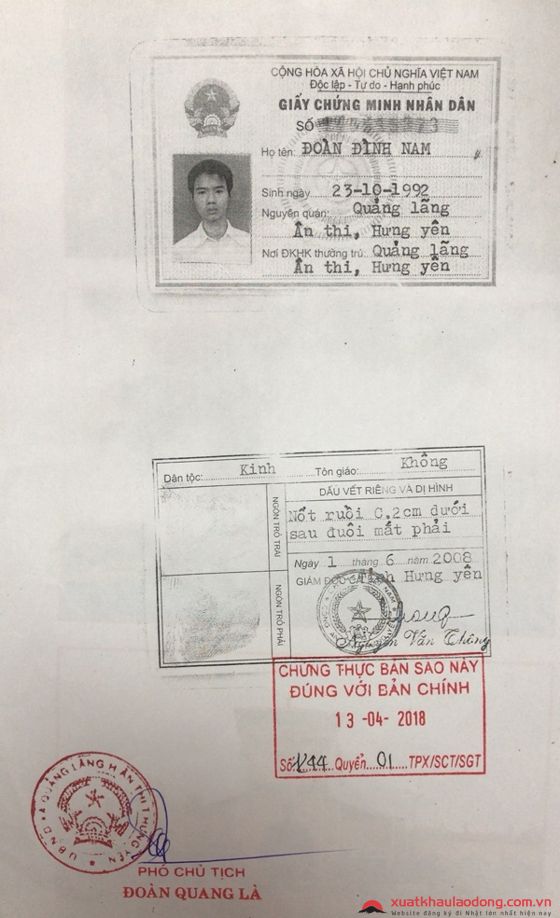 CỘNG HÒA XÃ HỘI CHỦ NGHĨA VIỆT NAM
Độc lập - Tự do - Hạnh phúc
GIẤY CHỨNG MINH NHÂN DÂN
SỐ
Họ tên: ĐOÀN ĐÌNH NAM
Sinh ngày 23-10-1992
Nguyên quán: Quảng lãng
Ân thi, Hưng yên
Nơi ĐKHK thường trú: Quảng lãng
Ân thi, Hưng yên
Dân tộc: Kinh Tôn giáo: Không
NGÓN TRỎ TRÁI
NGÓN TRỎ PHẢI
DẤU VẾT RIÊNG VÀ DỊ HÌNH
Nốt ruồi C.2cm dưới
sau đuôi mắt phải
Ngày 1 tháng 6 năm 2008
GIÁM ĐỐC CA tỉnh Hưng yên
Nguyễn Văn Thông
CHỨNG THỰC BẢN SAO NÀY
ĐÚNG VỚI BẢN CHÍNH
13 -04- 2018
Số: 144 Quyển 01 TPX/SCT/SGT
U.B.N.D X.QUẢNG LÃNG H.ÂN THI T.HƯNG YÊN
PHÓ CHỦ TỊCH
ĐOÀN QUANG LÀ
xuatkhaulaodong.com.vn
Website đăng ký đi Nhật lớn nhất hiện nay